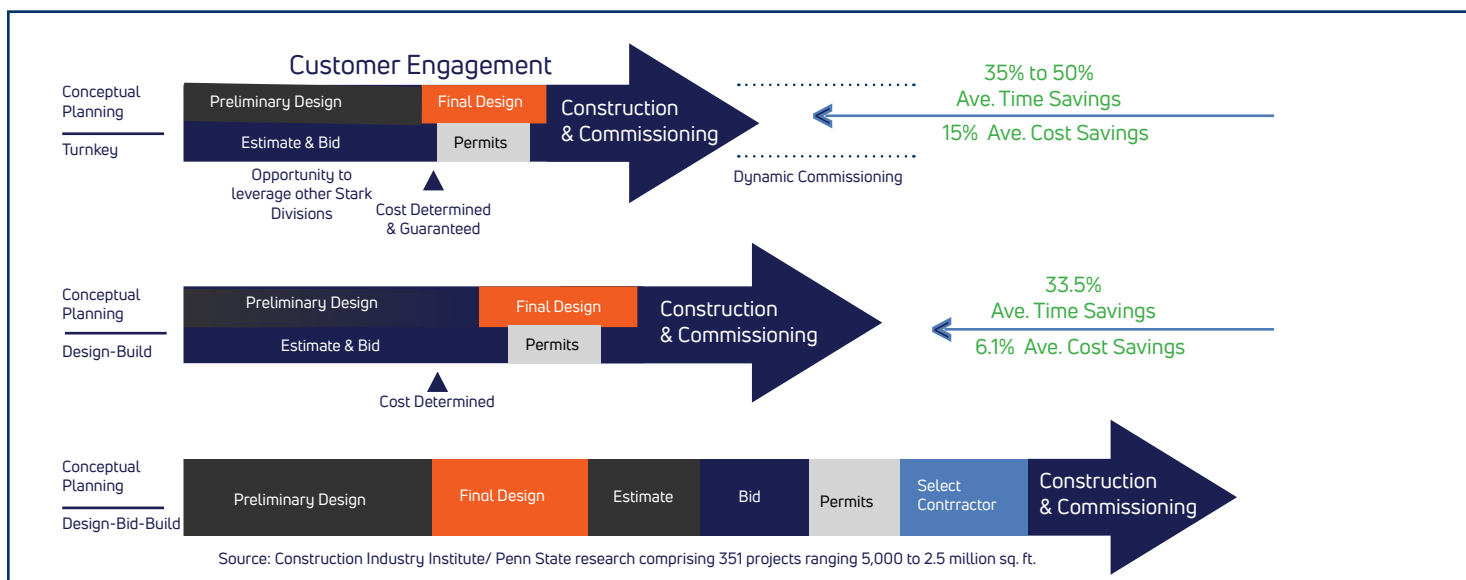 Customer Engagement
Conceptual
Planning
Turnkey
Preliminary Design
Final Design
Estimate & Bid
Permits
Construction
& Commissioning
Opportunity to
leverage other Stark
Divisions
Cost Determined
& Guaranteed
Dynamic Commissioning
35% to 50%
Ave. Time Savings
15% Ave. Cost Savings
Conceptual
Planning
Design-Build
Preliminary Design
Final Design
Estimate & Bid
Permits
Construction
& Commissioning
Cost Determined
33.5%
Ave. Time Savings
6.1% Ave. Cost Savings
Conceptual
Planning
Design-Bid-Build
Preliminary Design
Final Design
Estimate
Bid
Permits
Select
Contrractor
Construction
& Commissioning
Source: Construction Industry Institute/ Penn State research comprising 351 projects ranging 5,000 to 2.5 million sq. ft.